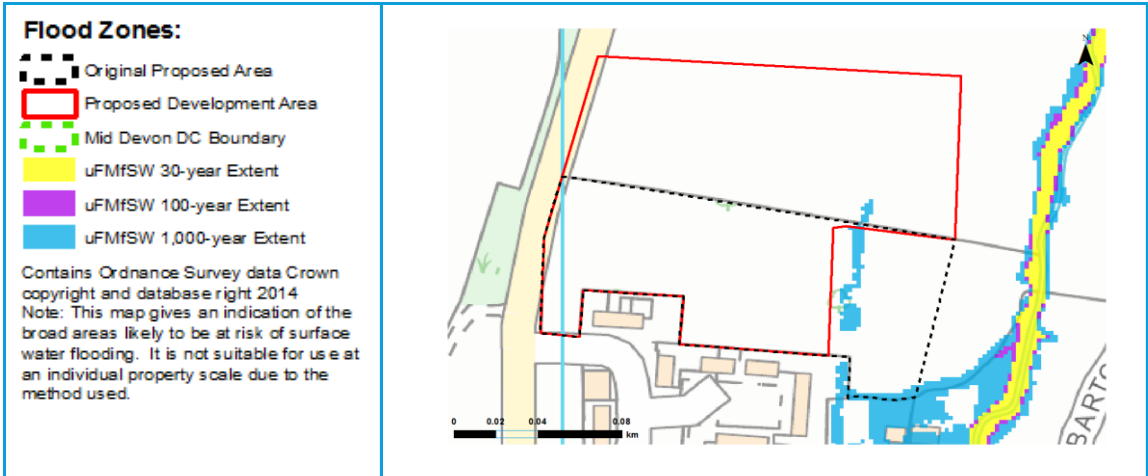 Flood Zones:
Original Proposed Area
Proposed Development Area
Mid Devon DC Boundary
uFMfSW 30-year Extent
uFMfSW 100-year Extent
uFMfSW 1,000-year Extent
Contains Ordnance Survey data Crown
copyright and database right 2014
Note: This map gives an indication of the
broad areas likely to be at risk of surface
water flooding. It is not suitable for use at
an individual property scale due to the
method used.
N
0 0.02 0.04 0.08
km
BARTO